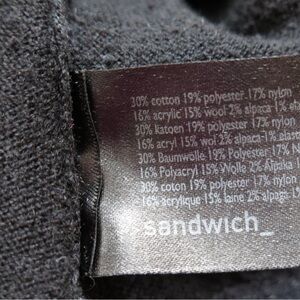 30% cotton 19% polyester 17% nylon
16% acrylic 15% wool 2% alpaca 1%
30% katoen 19% polyester 17% nylon
16% acryl 15% wol 2% alpaca 1% elas
30% Baumwolle 19% Polyester 17% N
16% Polyacryl 15% Wolle 2% Alpaka
30% coton 19% polyester 17% nylon
16% acrylique 15% laine 2% alpaga 1
sandwich_